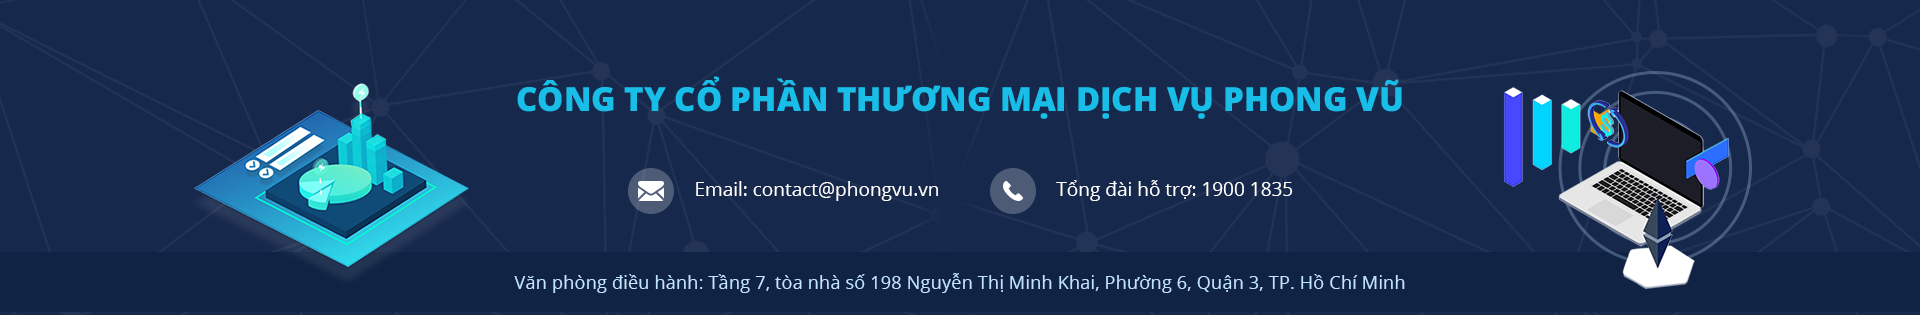 CÔNG TY CỔ PHẦN THƯƠNG MẠI DỊCH VỤ PHONG VŨ
Email: contact@phongvu.vn
Tổng đài hỗ trợ: 1900 1835
Văn phòng điều hành: Tầng 7, tòa nhà số 198 Nguyễn Thị Minh Khai, Phường 6, Quận 3, TP. Hồ Chí Minh